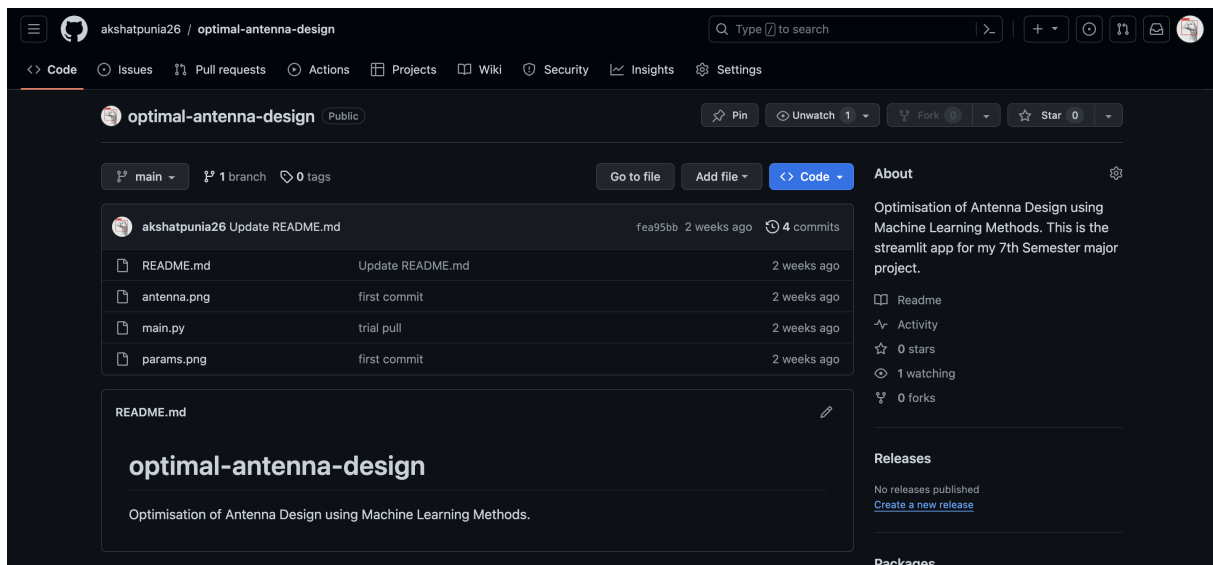 akshatpunia26 / optimal-antenna-design
Type / to search
Code Issues Pull requests Actions Projects Wiki Security Insights Settings
optimal-antenna-design Public
Pin Unwatch 1 Fork 0 Star 0
main 1 branch 0 tags Go to file Add file Code
akshatpunia26 Update README.md fea95bb 2 weeks ago 4 commits
README.md Update README.md 2 weeks ago
antenna.png first commit 2 weeks ago
main.py trial pull 2 weeks ago
params.png first commit 2 weeks ago
README.md
optimal-antenna-design
Optimisation of Antenna Design using Machine Learning Methods.
About
Optimisation of Antenna Design using
Machine Learning Methods. This is the
streamlit app for my 7th Semester major
project.
Readme
Activity
0 stars
1 watching
0 forks
Releases
No releases published
Create a new release
Packages